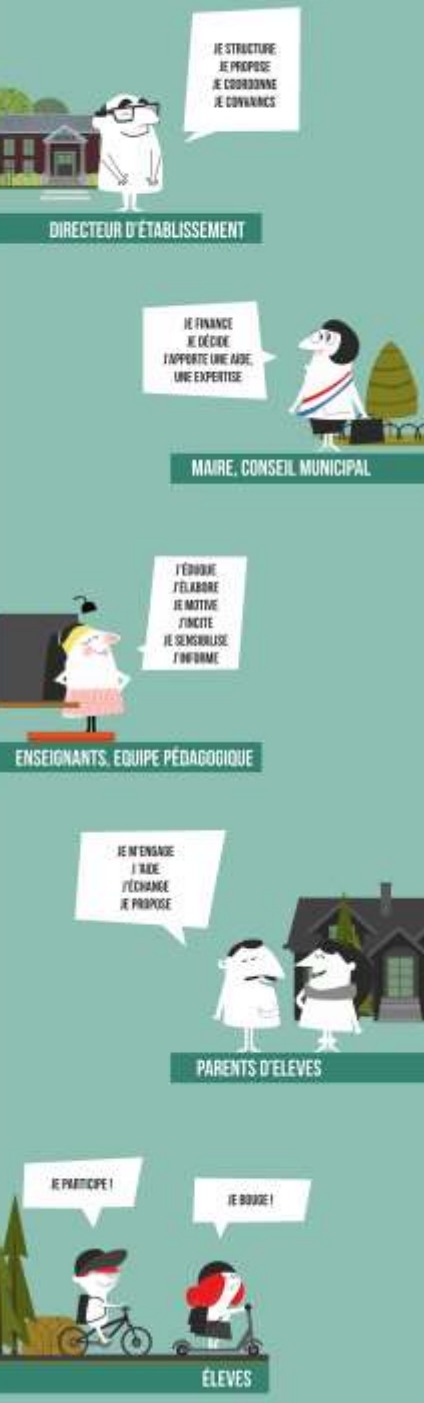 JE STRUCTURE
JE PROPOSE
JE COORDONNE
JE CONVAINCS
DIRECTEUR D'ÉTABLISSEMENT
JE FINANCE
JE DÉCIDE
J'APPORTE UNE AIDE,
UNE EXPERTISE
MAIRE, CONSEIL MUNICIPAL
J'ÉDUQUE
J'ÉLABORE
JE MOTIVE
J'INCITE
JE SENSIBILISE
J'INFORME
ENSEIGNANTS, EQUIPE PÉDAGOGIQUE
JE M'ENGAGE
J'AIDE
J'ÉCHANGE
JE PROPOSE
PARENTS D'ELEVES
JE PARTICIPE !
JE BOUGE !
ÉLEVES